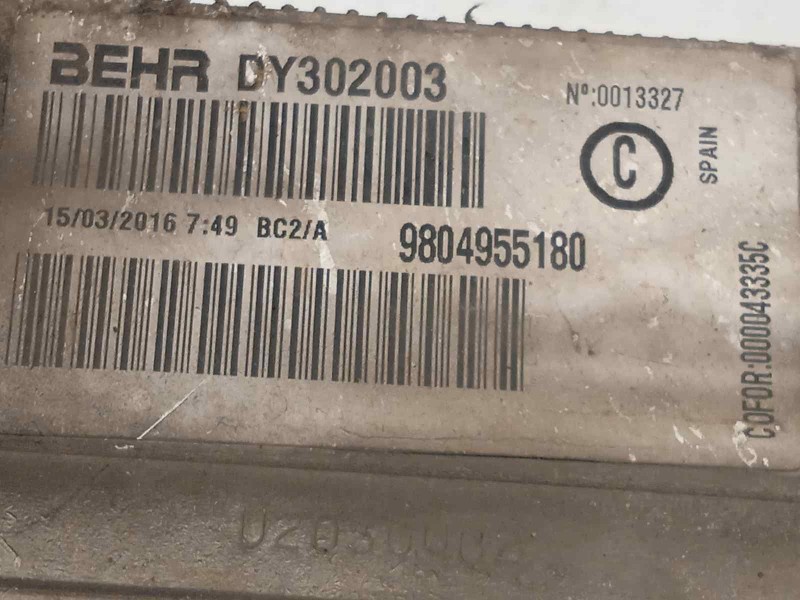 BEHR DY302003
Nº:0013327
C
SPAIN
15/03/2016 7:49 BC2/A
9804955180
COFOR:000043335C